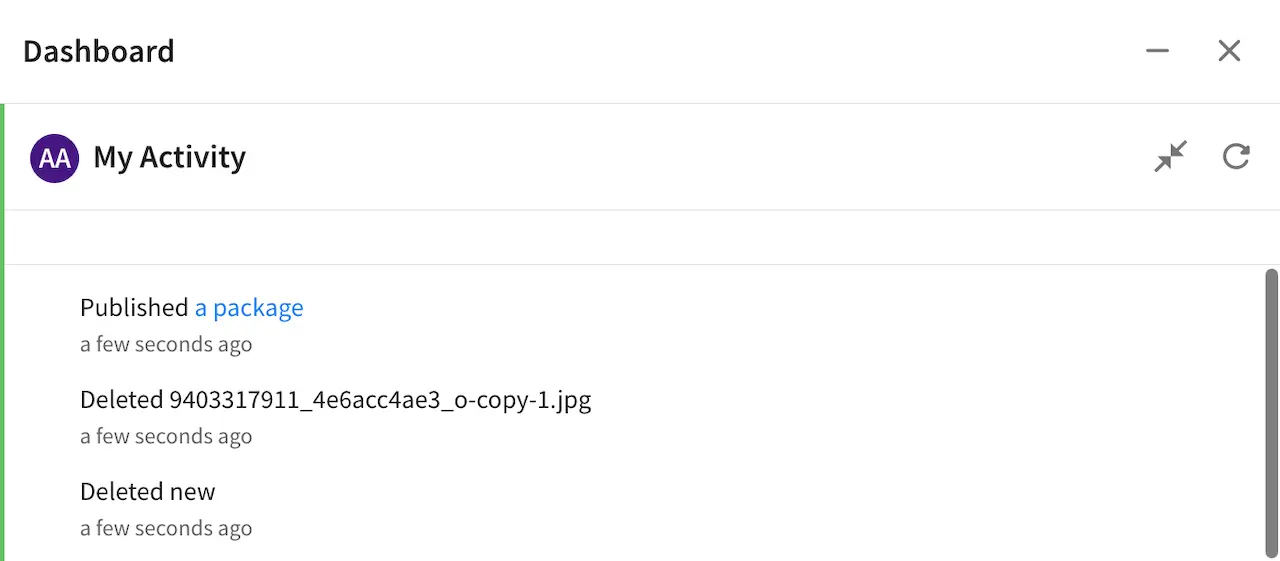 Dashboard
AA My Activity
Published a package
a few seconds ago
Deleted 9403317911_4e6acc4ae3_o-copy-1.jpg
a few seconds ago
Deleted new
a few seconds ago